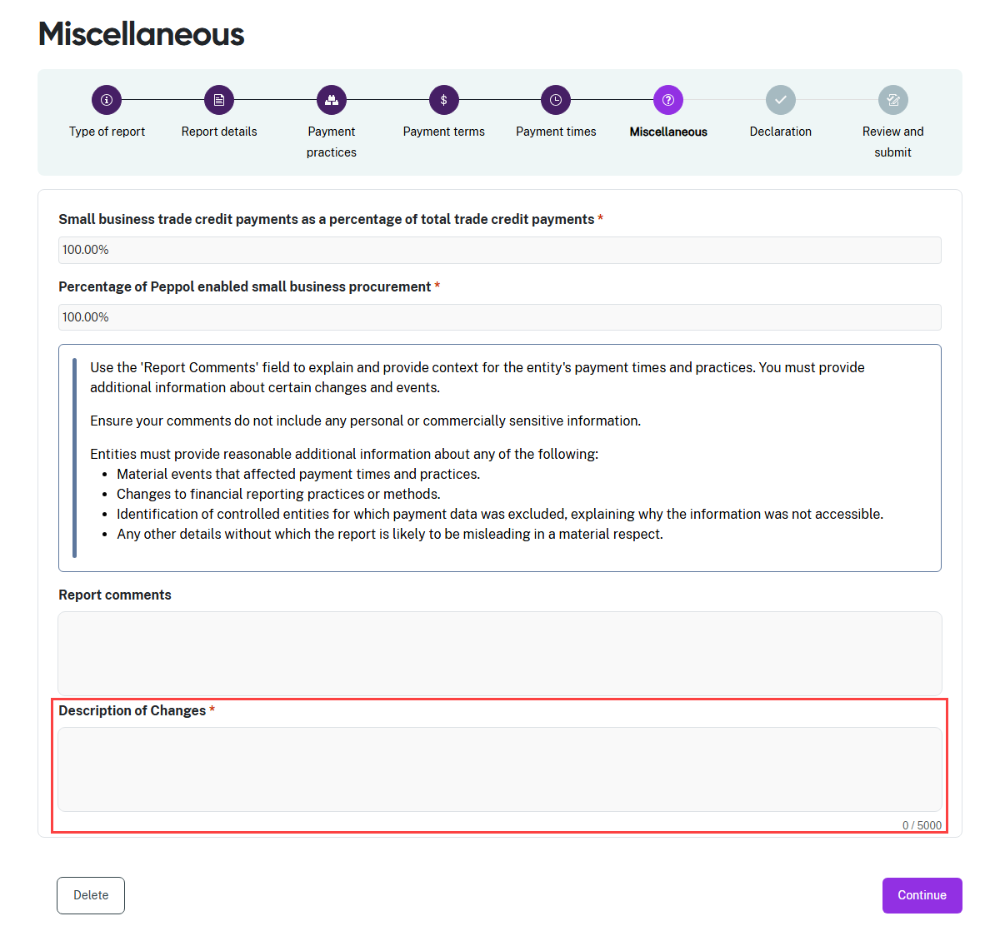 Miscellaneous
Type of report
Report details
Payment
practices
Payment terms
Payment times
Miscellaneous
Declaration
Review and
submit
Small business trade credit payments as a percentage of total trade credit payments *
100.00%
Percentage of Peppol enabled small business procurement *
100.00%
Use the 'Report Comments' field to explain and provide context for the entity's payment times and practices. You must provide
additional information about certain changes and events.
Ensure your comments do not include any personal or commercially sensitive information.
Entities must provide reasonable additional information about any of the following:
• Material events that affected payment times and practices.
• Changes to financial reporting practices or methods.
• Identification of controlled entities for which payment data was excluded, explaining why the information was not accessible.
• Any other details without which the report is likely to be misleading in a material respect.
Report comments
Description of Changes *
0 / 5000
Delete
Continue